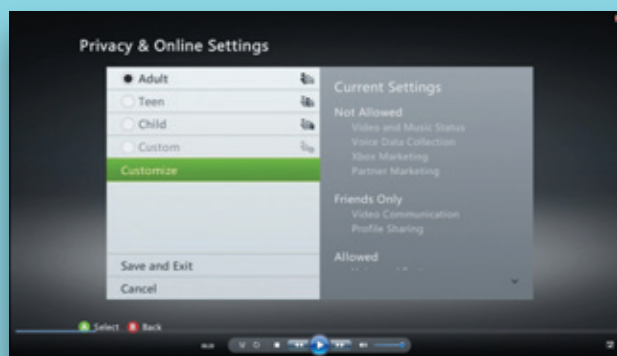 Privacy & Online Settings
Adult
Teen
Child
Custom
Customize
Save and Exit
Cancel
Current Settings
Not Allowed
Video and Music Status
Voice Data Collection
Xbox Marketing
Partner Marketing
Friends Only
Video Communication
Profile Sharing
Allowed
A Select B Back